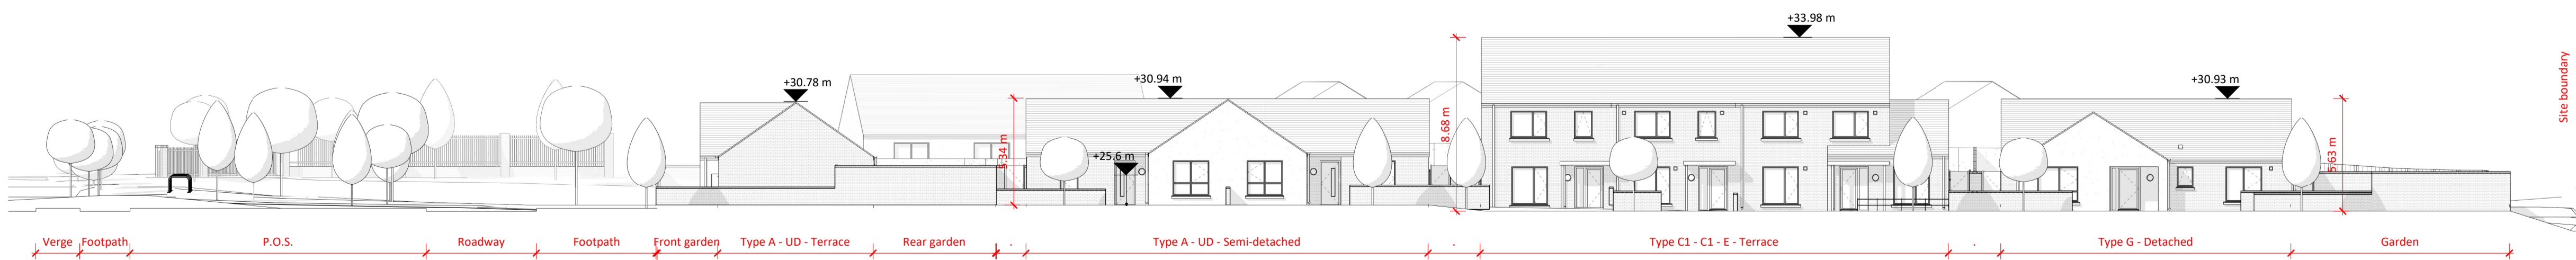 +33.98 m
+30.78 m
+30.94 m
+30.93 m
Site boundary
8.68 m
5.34 m
+25.6 m
5.63 m
Verge
Footpath
P.O.S.
Roadway
Footpath
Front garden
Type A - UD - Terrace
Rear garden
.
Type A - UD - Semi-detached
.
Type C1 - C1 - E - Terrace
.
Type G - Detached
Garden